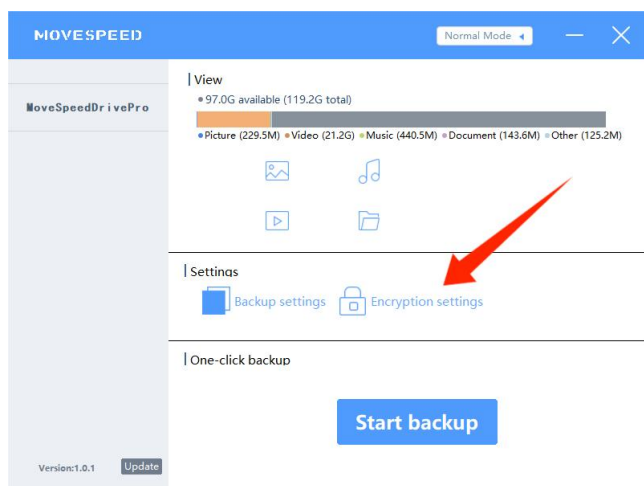 MOVESPEED
Normal Mode
MoveSpeedDrivePro
View
97.0G available (119.2G total)
Picture (229.5M) Video (21.2G) Music (440.5M) Document (143.6M) Other (125.2M)
Settings
Backup settings Encryption settings
One-click backup
Start backup
Version:1.0.1 Update